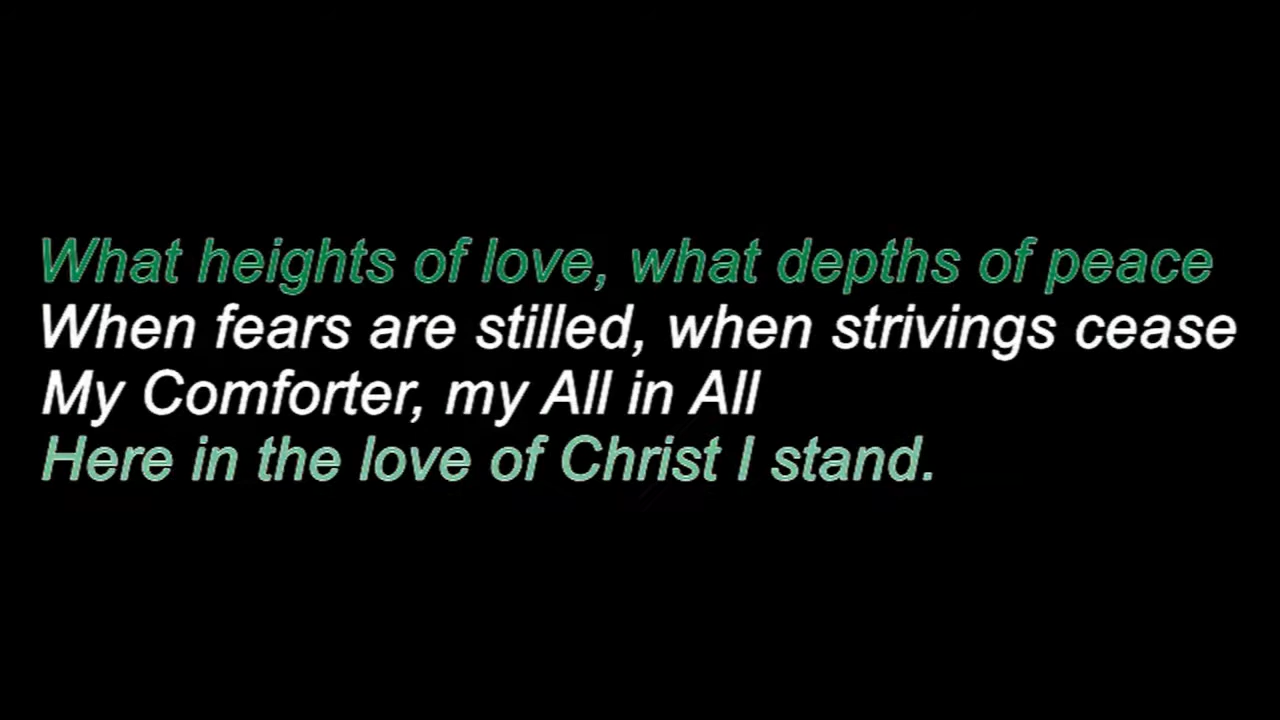 What heights of love, what depths of peace
When fears are stilled, when strivings cease
My Comforter, my All in All
Here in the love of Christ I stand.